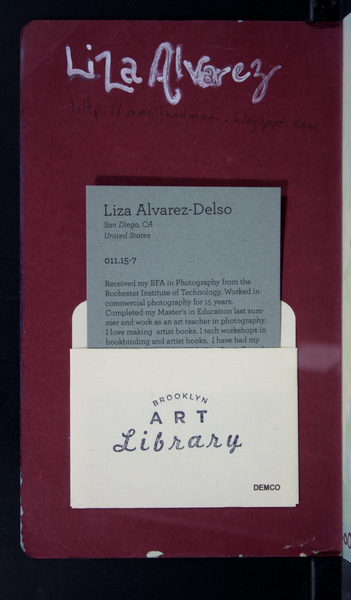 Liza Alvarez
Liza Alvarez-Delso
San Diego, CA
United States
011.15-7
Received my BFA in Photography from the
Rochester Institute of Technology. Worked in
commercial photography for 15 years.
Completed my Master's in Education last sum-
mer and work as an art teacher in photography.
I love making artist books. I tech workshops in
bookbinding and artist books. I have had my
BROOKLYN
ART
Library
DEMCO